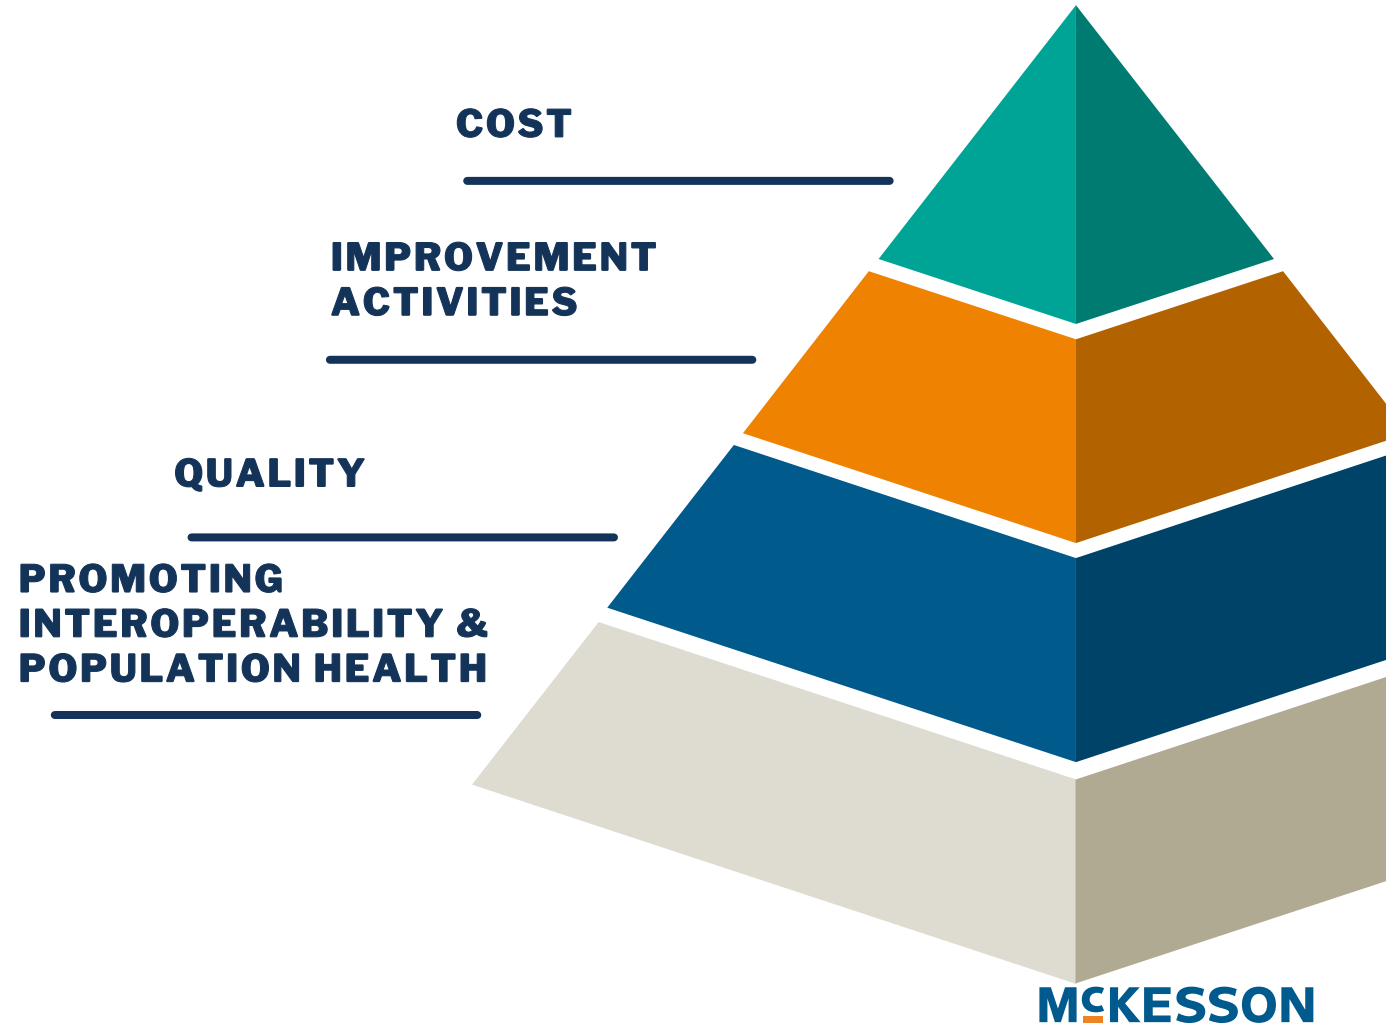 COST
IMPROVEMENT
ACTIVITIES
QUALITY
PROMOTING
INTEROPERABILITY &
POPULATION HEALTH
McKESSON